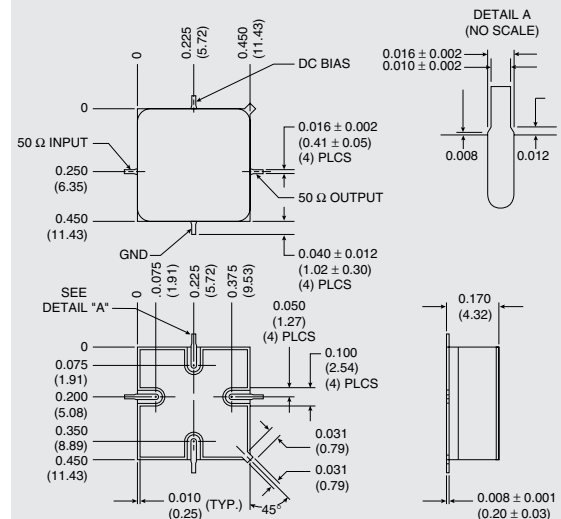 DETAIL A
(NO SCALE)
0
0.225
(5.72)
0.450
(11.43)
0.016 ± 0.002
0.010 ± 0.002
DC BIAS
0
50 Ω INPUT
0.016 ± 0.002
(0.41 ± 0.05)
(4) PLCS
0.008
0.012
0.250
(6.35)
50 Ω OUTPUT
0.450
(11.43)
GND
0.040 ± 0.012
(1.02 ± 0.30)
(4) PLCS
SEE
DETAIL "A"
0
.0.075
(1.91)
0.225
(5.72)
0.375
(9.53)
0.050
(1.27)
(4) PLCS
0.170
(4.32)
0
0.075
(1.91)
0.100
(2.54)
(4) PLCS
0.200
(5.08)
0.350
(8.89)
0.031
(0.79)
0.450
(11.43)
0.031
(0.79)
0.010
(0.25)
(TYP.)
45°
0.008 ± 0.001
(0.20 ± 0.03)